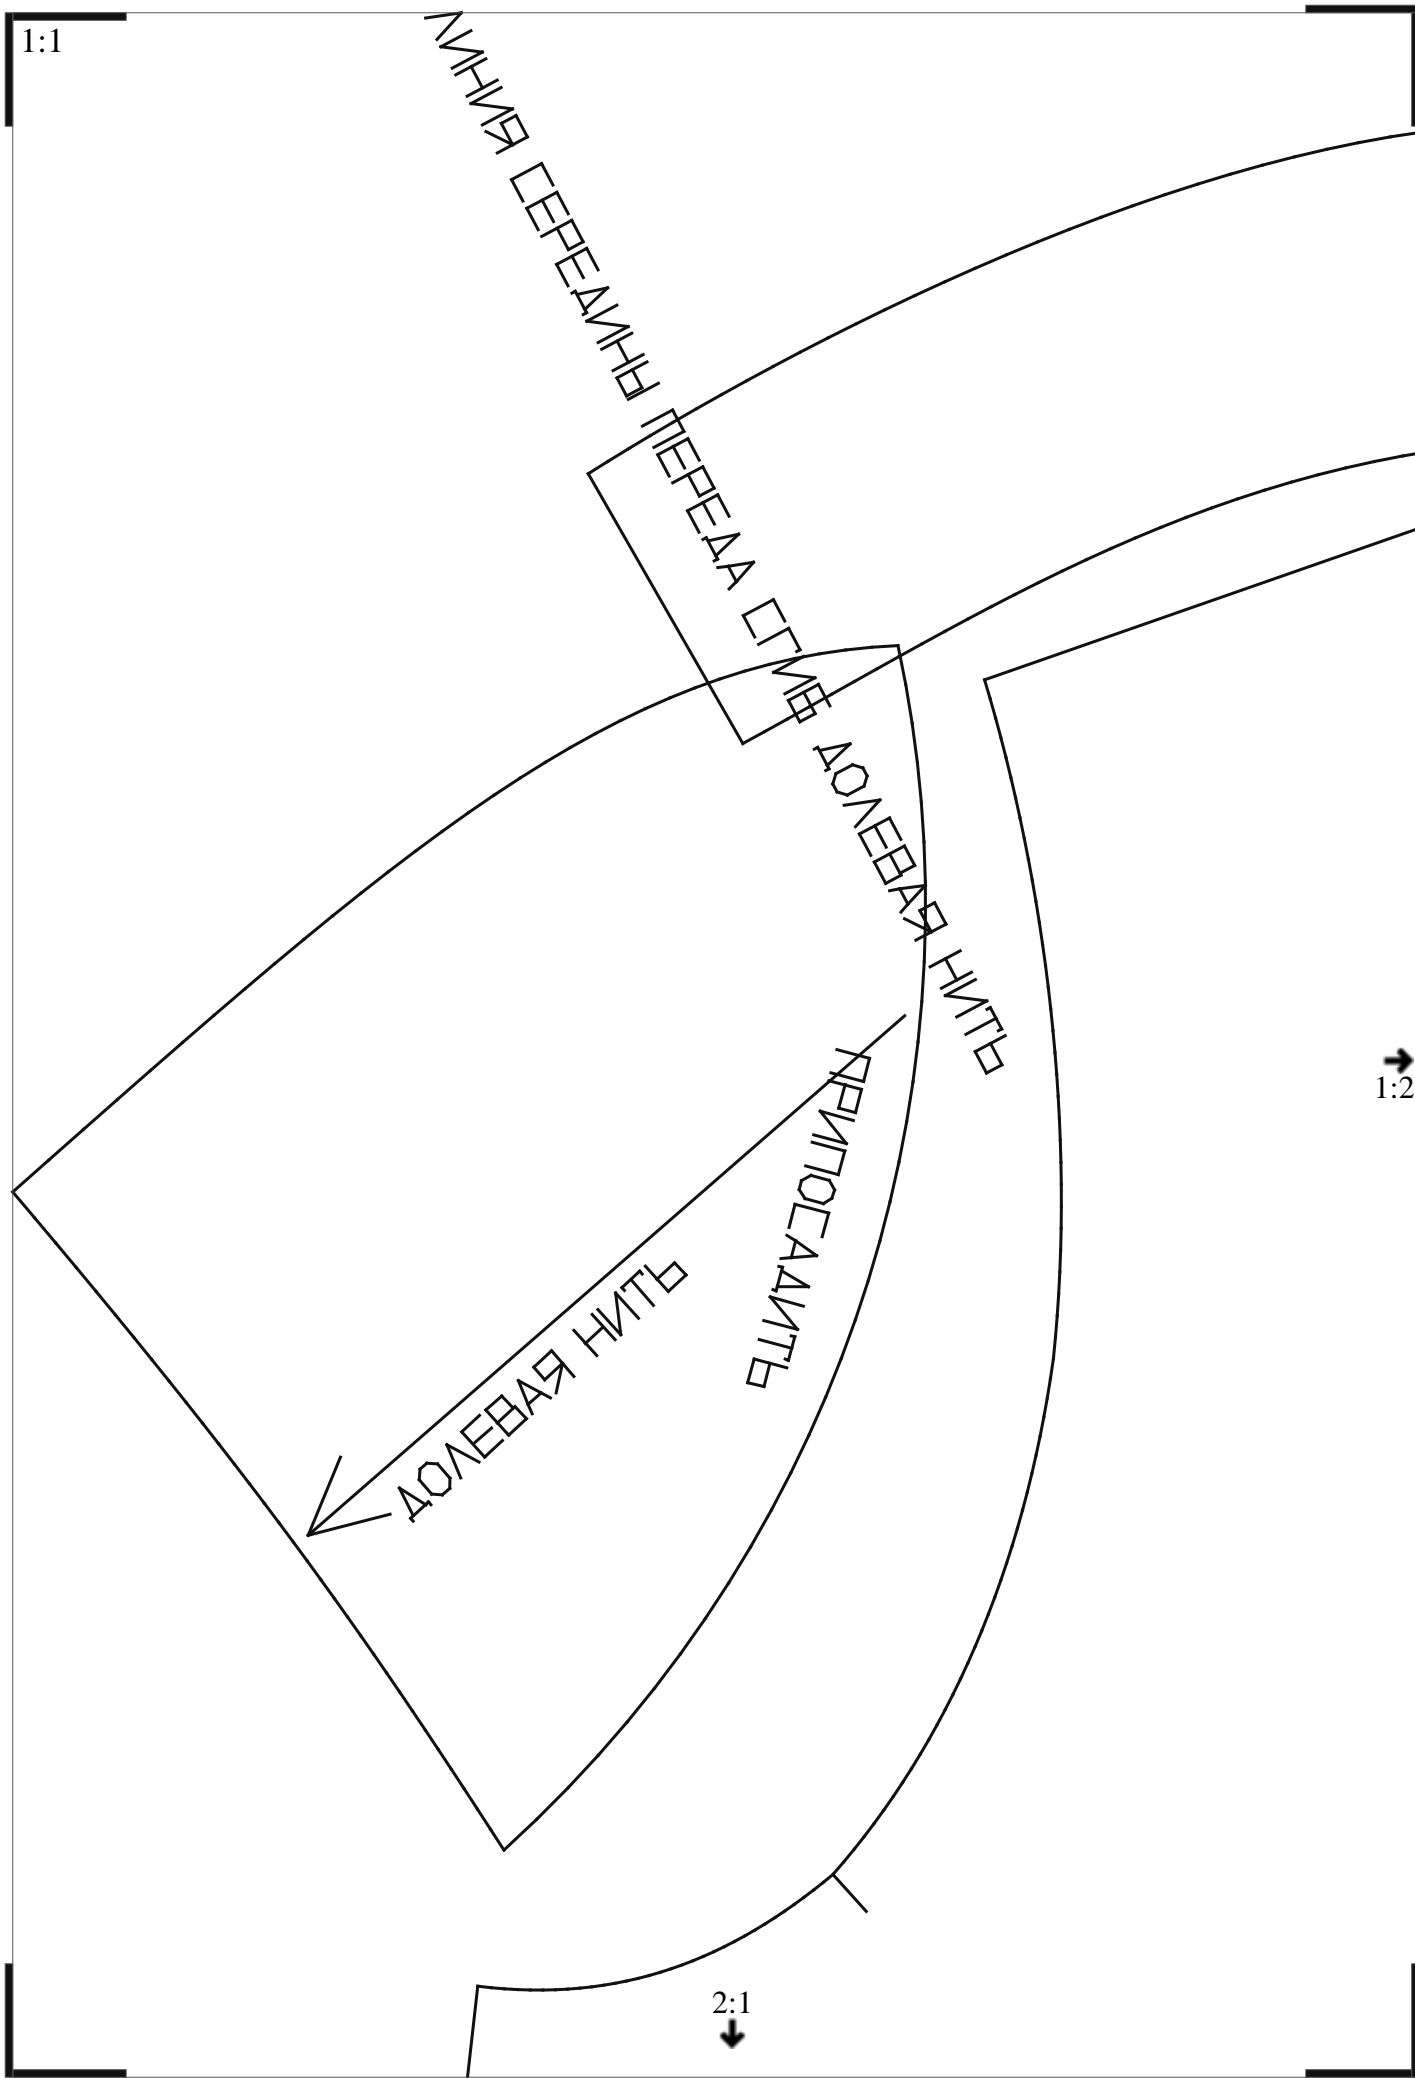 1:1
ЛИНИЯ СЕРЕДИНЫ ПЕРЕДА СГИБ ДОЛЕВАЯ НИТЬ
1:2
ПРИПОСАДИТЬ
ДОЛЕВАЯ НИТЬ
2:1